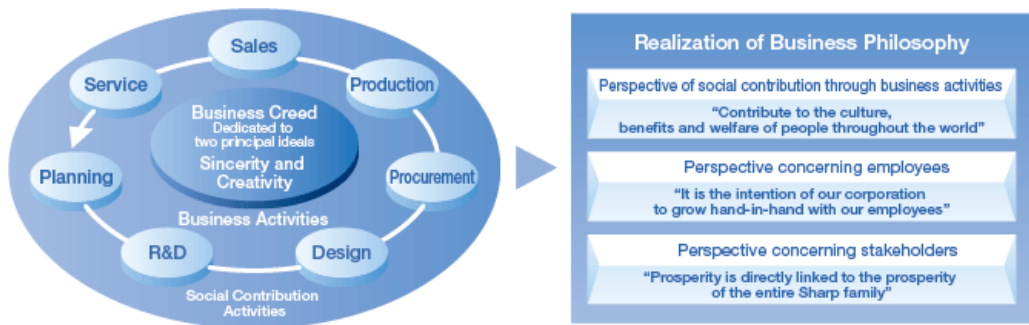 Sales
Service
Production
Business Creed
Dedicated to
two principal ideals
Sincerity and
Creativity
Planning
Procurement
Business Activities
R&D
Design
Social Contribution
Activities
Realization of Business Philosophy
Perspective of social contribution through business activities
“Contribute to the culture,
benefits and welfare of people throughout the world”
Perspective concerning employees
“It is the intention of our corporation
to grow hand-in-hand with our employees”
Perspective concerning stakeholders
“Prosperity is directly linked to the prosperity
of the entire Sharp family”